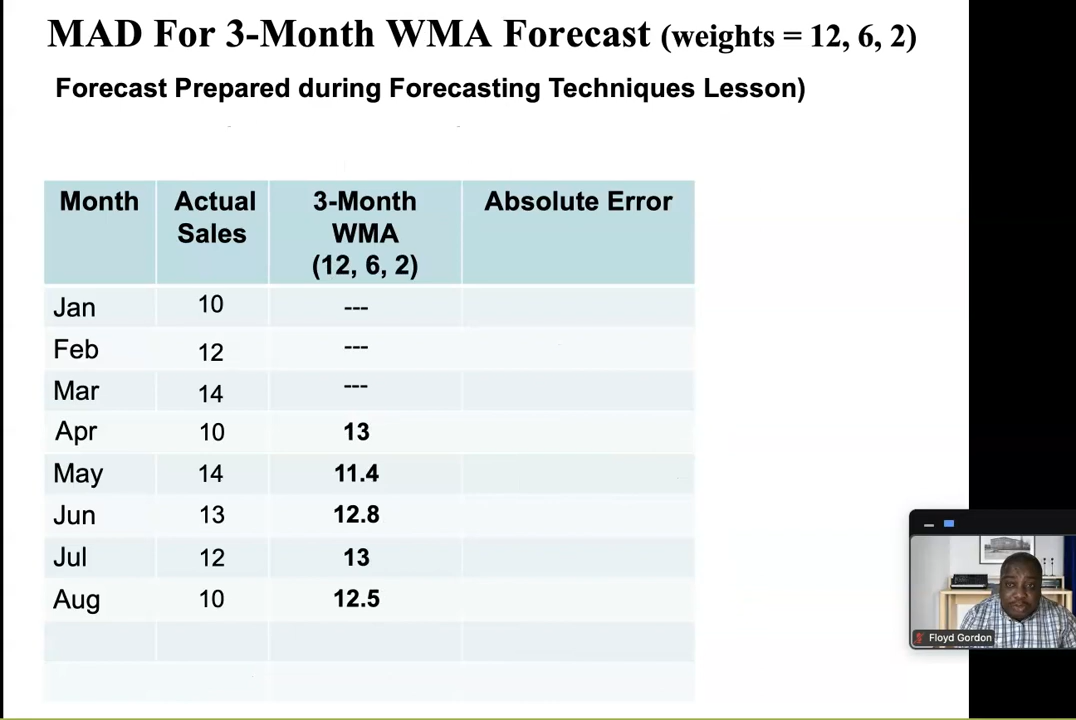 MAD For 3-Month WMA Forecast (weights = 12, 6, 2)
Forecast Prepared during Forecasting Techniques Lesson)
Month Actual Sales 3-Month WMA (12, 6, 2) Absolute Error
Jan 10 ---
Feb 12 ---
Mar 14 ---
Apr 10 13
May 14 11.4
Jun 13 12.8
Jul 12 13
Aug 10 12.5
Floyd Gordon